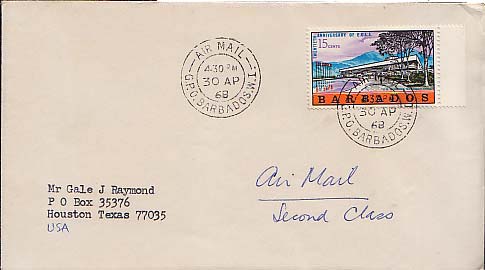 AIR MAIL
4-30 PM
30 AP
68
G.P.O. BARBADOS.W.I.
TWENTIETH ANNIVERSARY OF E.C.L.A.
15 CENTS
BARBADOS
30 AP
68
G.P.O. BARBADOS.W.I.
Air Mail
Second Class
Mr Gale J Raymond
P O Box 35376
Houston Texas 77035
USA